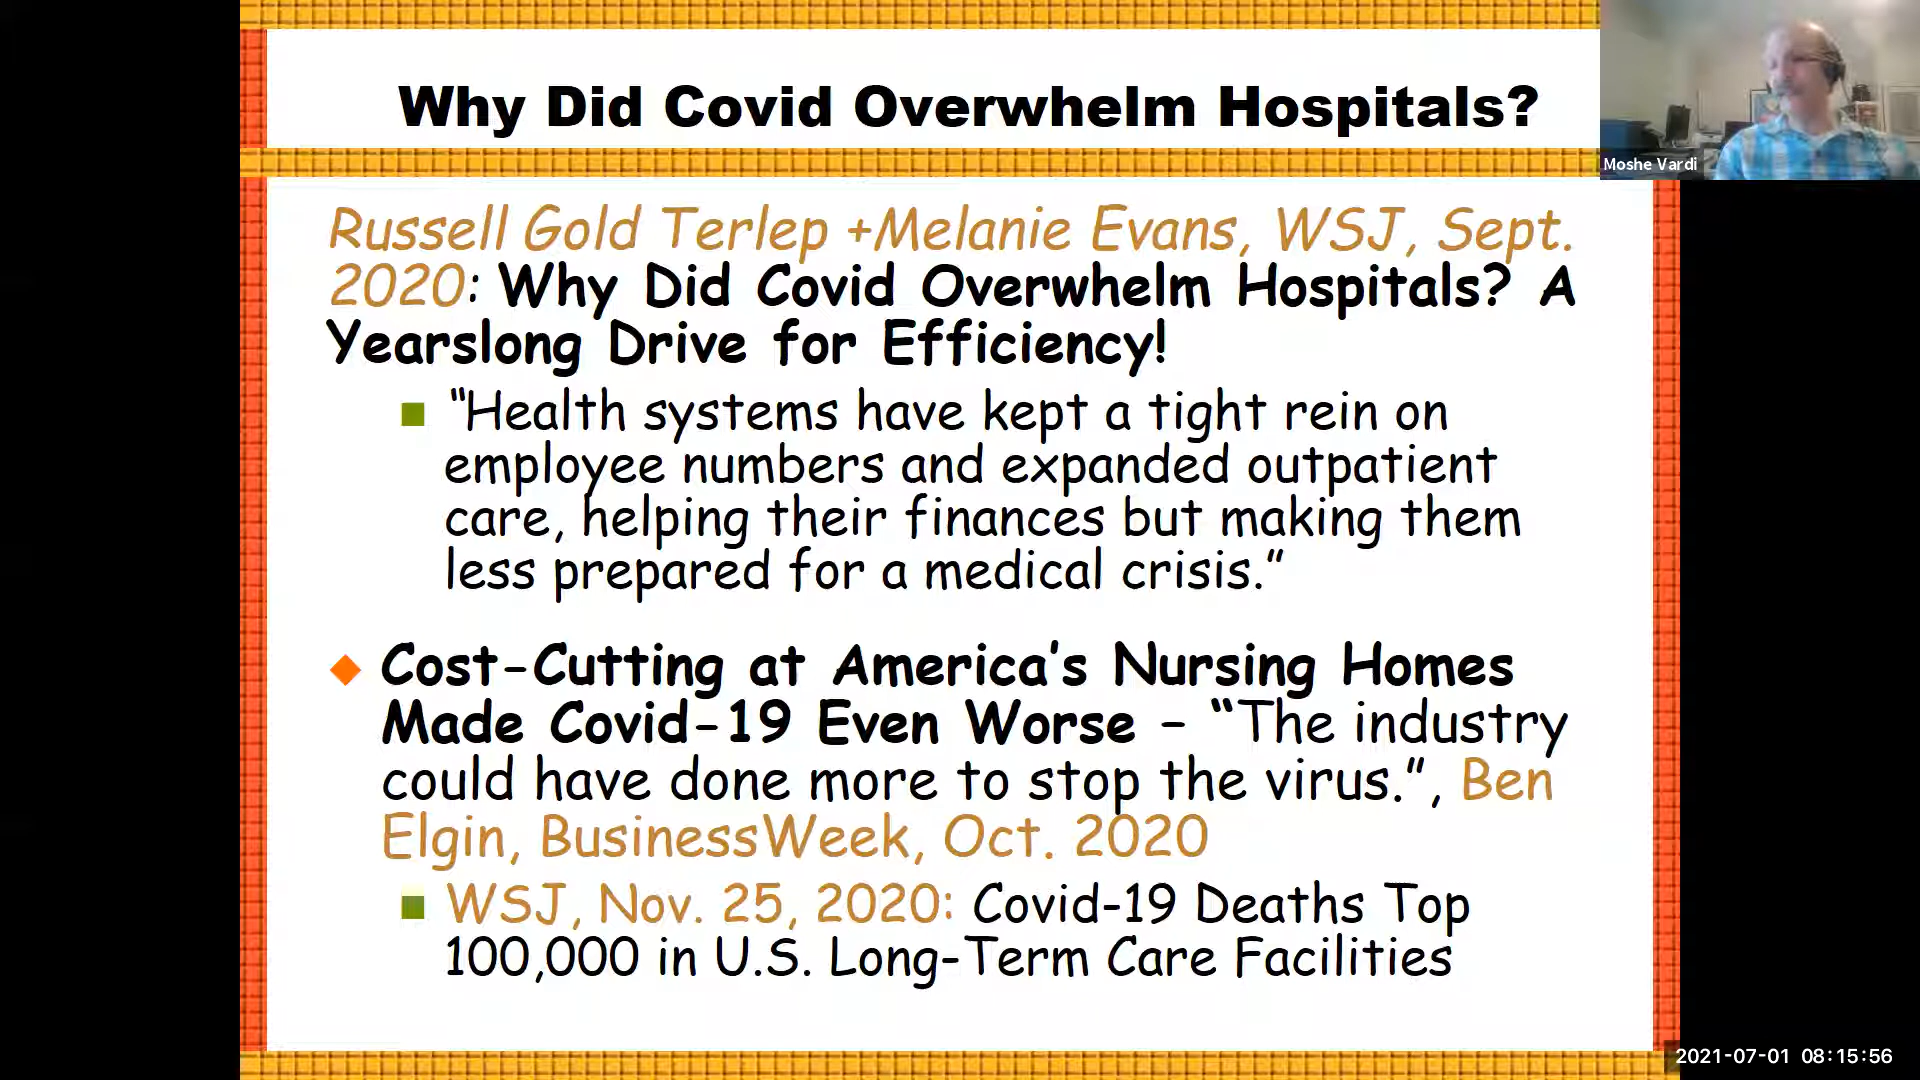 Why Did Covid Overwhelm Hospitals?
Moshe Vardi
Russell Gold Terlep +Melanie Evans, WSJ, Sept.
2020: Why Did Covid Overwhelm Hospitals? A
Yearslong Drive for Efficiency!
“Health systems have kept a tight rein on
employee numbers and expanded outpatient
care, helping their finances but making them
less prepared for a medical crisis.”
Cost-Cutting at America’s Nursing Homes
Made Covid-19 Even Worse – “The industry
could have done more to stop the virus.”, Ben
Elgin, BusinessWeek, Oct. 2020
WSJ, Nov. 25, 2020: Covid-19 Deaths Top
100,000 in U.S. Long-Term Care Facilities
2021-07-01 08:15:56